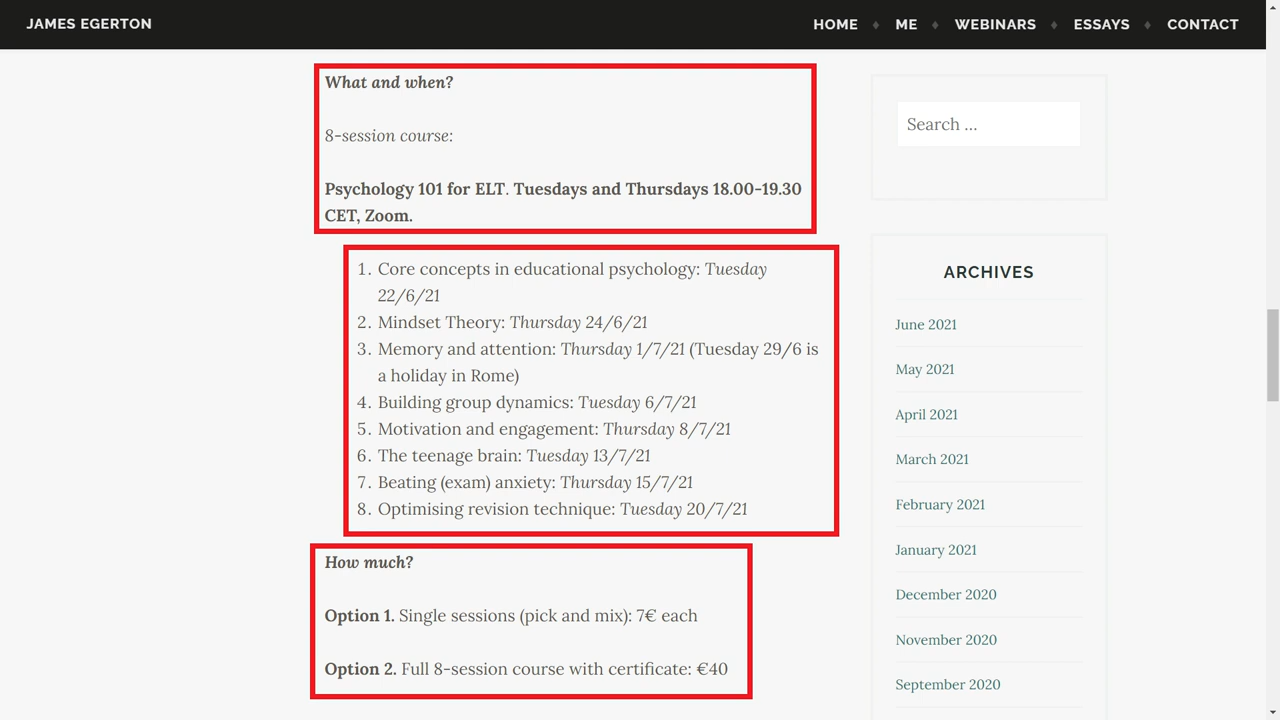 JAMES EGERTON
HOME ♦ ME ♦ WEBINARS ♦ ESSAYS ♦ CONTACT
What and when?
8-session course:
Psychology 101 for ELT. Tuesdays and Thursdays 18.00-19.30
CET, Zoom.
1. Core concepts in educational psychology: Tuesday
22/6/21
2. Mindset Theory: Thursday 24/6/21
3. Memory and attention: Thursday 1/7/21 (Tuesday 29/6 is
a holiday in Rome)
4. Building group dynamics: Tuesday 6/7/21
5. Motivation and engagement: Thursday 8/7/21
6. The teenage brain: Tuesday 13/7/21
7. Beating (exam) anxiety: Thursday 15/7/21
8. Optimising revision technique: Tuesday 20/7/21
How much?
Option 1. Single sessions (pick and mix): 7€ each
Option 2. Full 8-session course with certificate: €40
Search ...
ARCHIVES
June 2021
May 2021
April 2021
March 2021
February 2021
January 2021
December 2020
November 2020
September 2020